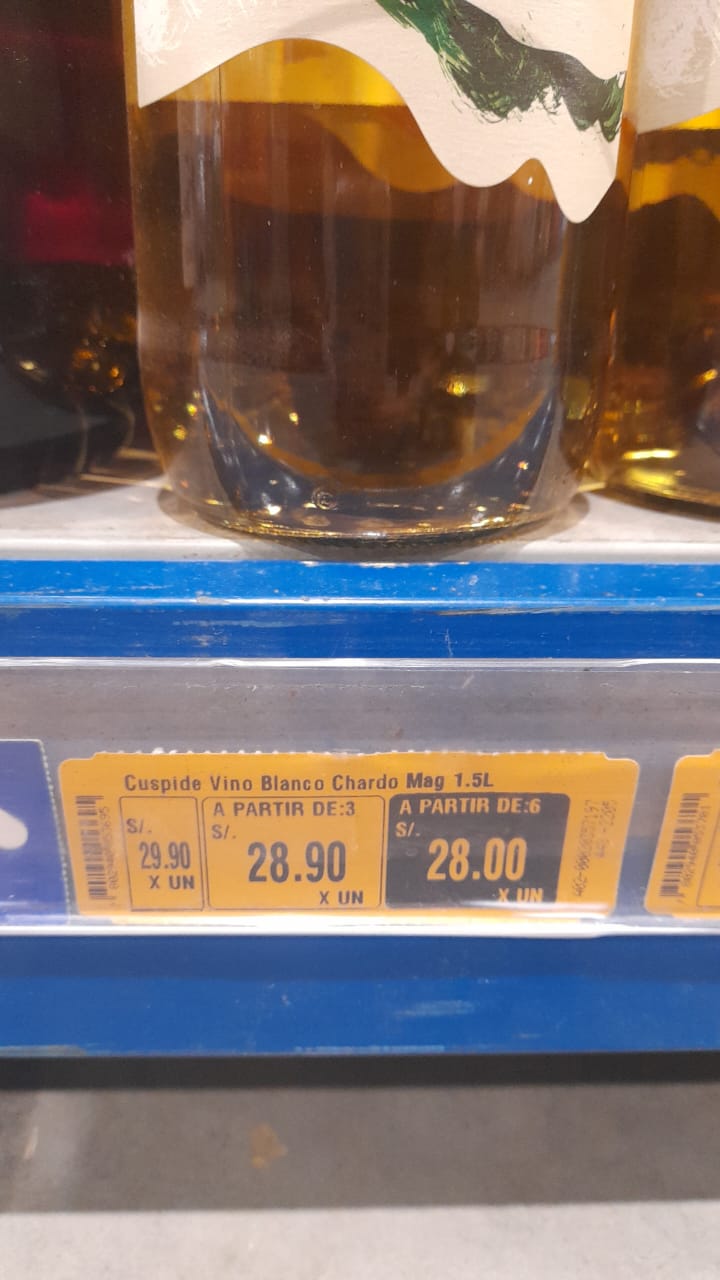 Cuspide Vino Blanco Chardo Mag 1.5L
S/.
29.90
X UN
A PARTIR DE:3
S/.
28.90
X UN
A PARTIR DE:6
S/.
28.00
X UN